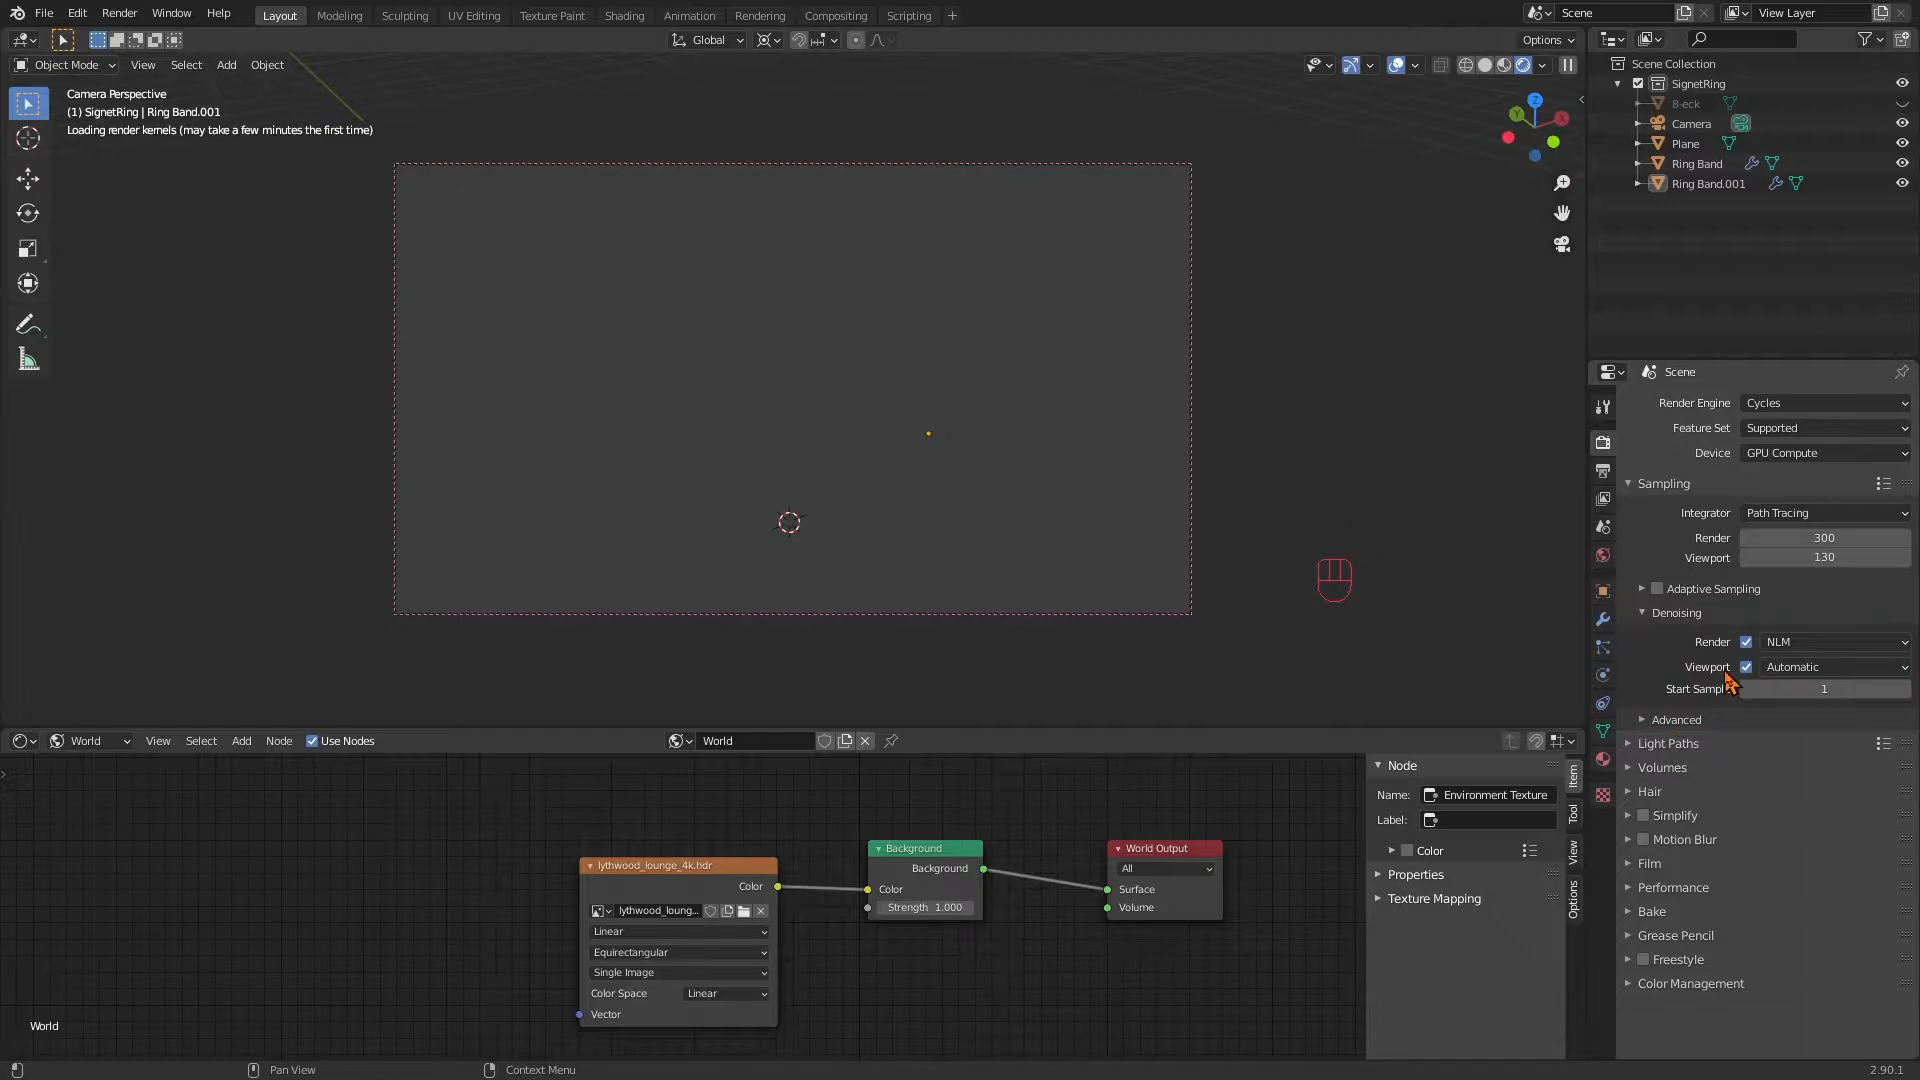 File Edit Render Window Help Layout Modeling Sculpting UV Editing Texture Paint Shading Animation Rendering Compositing Scripting + Scene View Layer
Global Options
Object Mode View Select Add Object
Camera Perspective
(1) SignetRing | Ring Band.001
Loading render kernels (may take a few minutes the first time)
Z
Y
X
Scene Collection
SignetRing
Camera
Plane
Ring Band
Ring Band.001
Scene
Render Engine Cycles
Feature Set Supported
Device GPU Compute
Sampling
Integrator Path Tracing
Render 300
Viewport 130
Adaptive Sampling
Denoising
Render NLM
Viewport Automatic
Start Sampl 1
Advanced
Light Paths
Volumes
Hair
Simplify
Motion Blur
Film
Performance
Bake
Grease Pencil
Freestyle
Color Management
World View Select Add Node Use Nodes World
lythwood_lounge_4k.hdr
Color
lythwood_loung...
Linear
Equirectangular
Single Image
Color Space Linear
Vector
Background
Background
Color
Strength 1.000
World Output
All
Surface
Volume
Node
Name: Environment Texture
Label:
Color
Properties
Texture Mapping
Item
Tool
View
Options
World
Pan View Context Menu 2.90.1